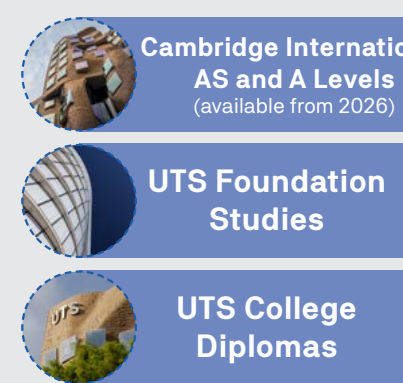 Cambridge Internatio
AS and A Levels
(available from 2026)
UTS Foundation
Studies
UTS College
Diplomas
UTS